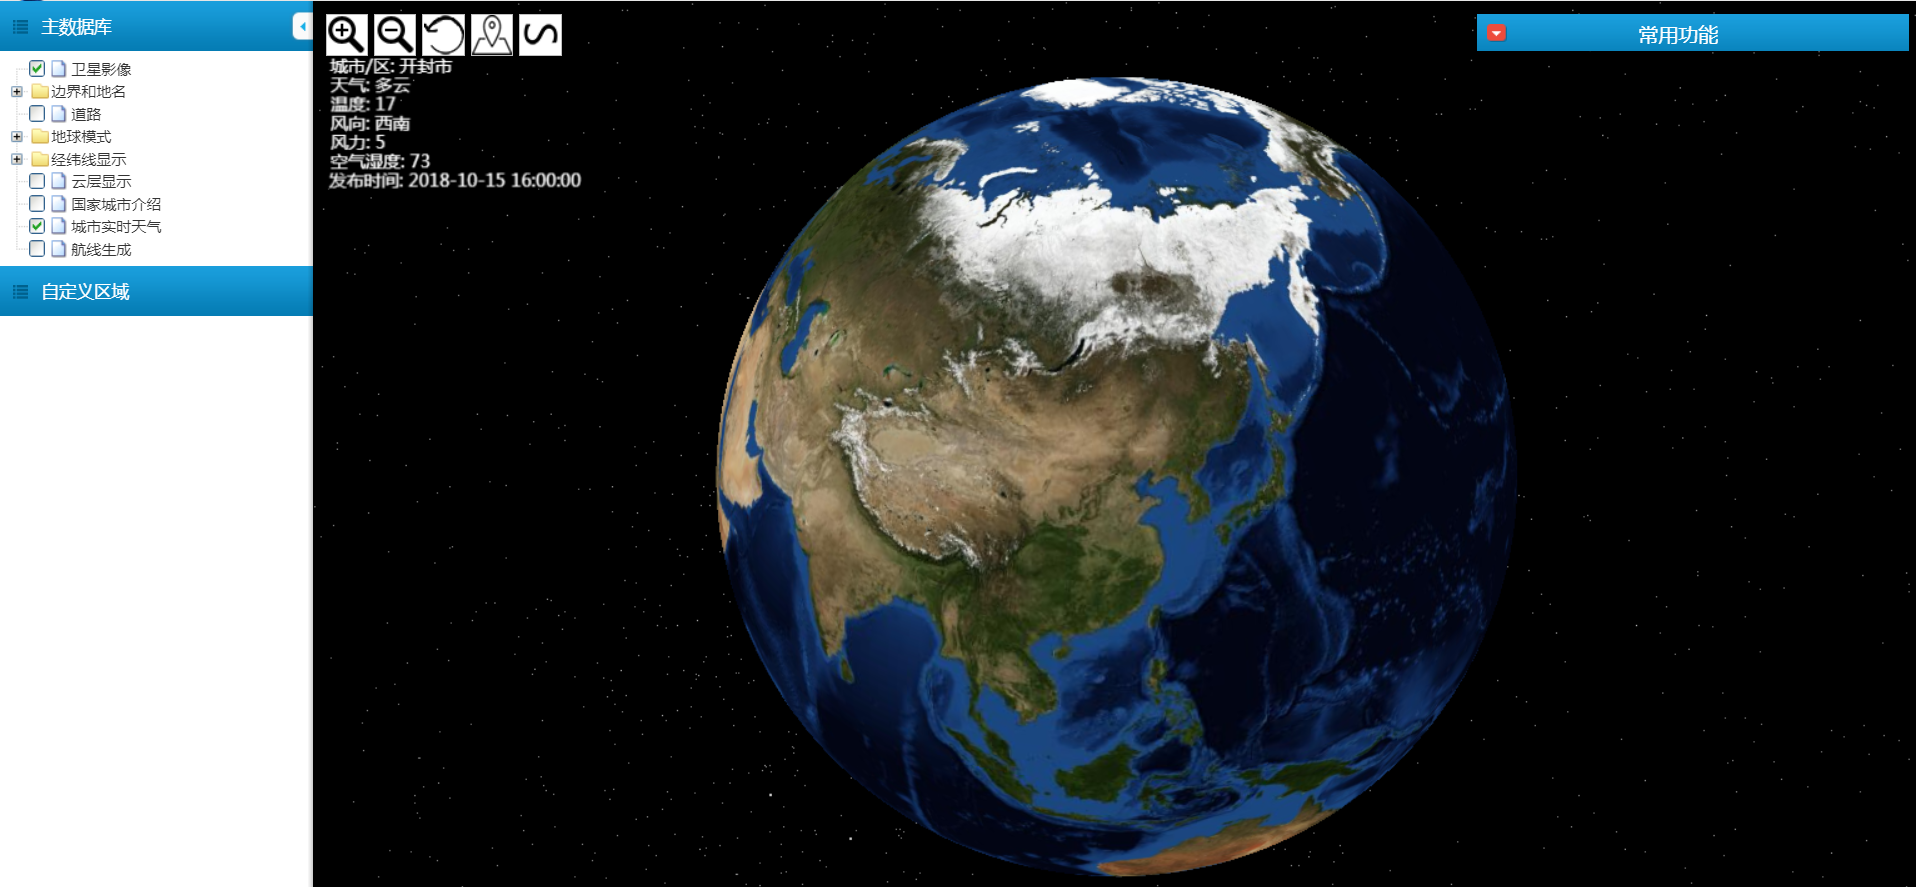 主数据库
卫星影像
边界和地名
道路
地球模式
经纬线显示
云层显示
国家城市介绍
城市实时天气
航线生成
自定义区域
城市/区: 开封市
天气: 多云
温度: 17
风向: 西南
风力: 5
空气湿度: 73
发布时间: 2018-10-15 16:00:00
常用功能